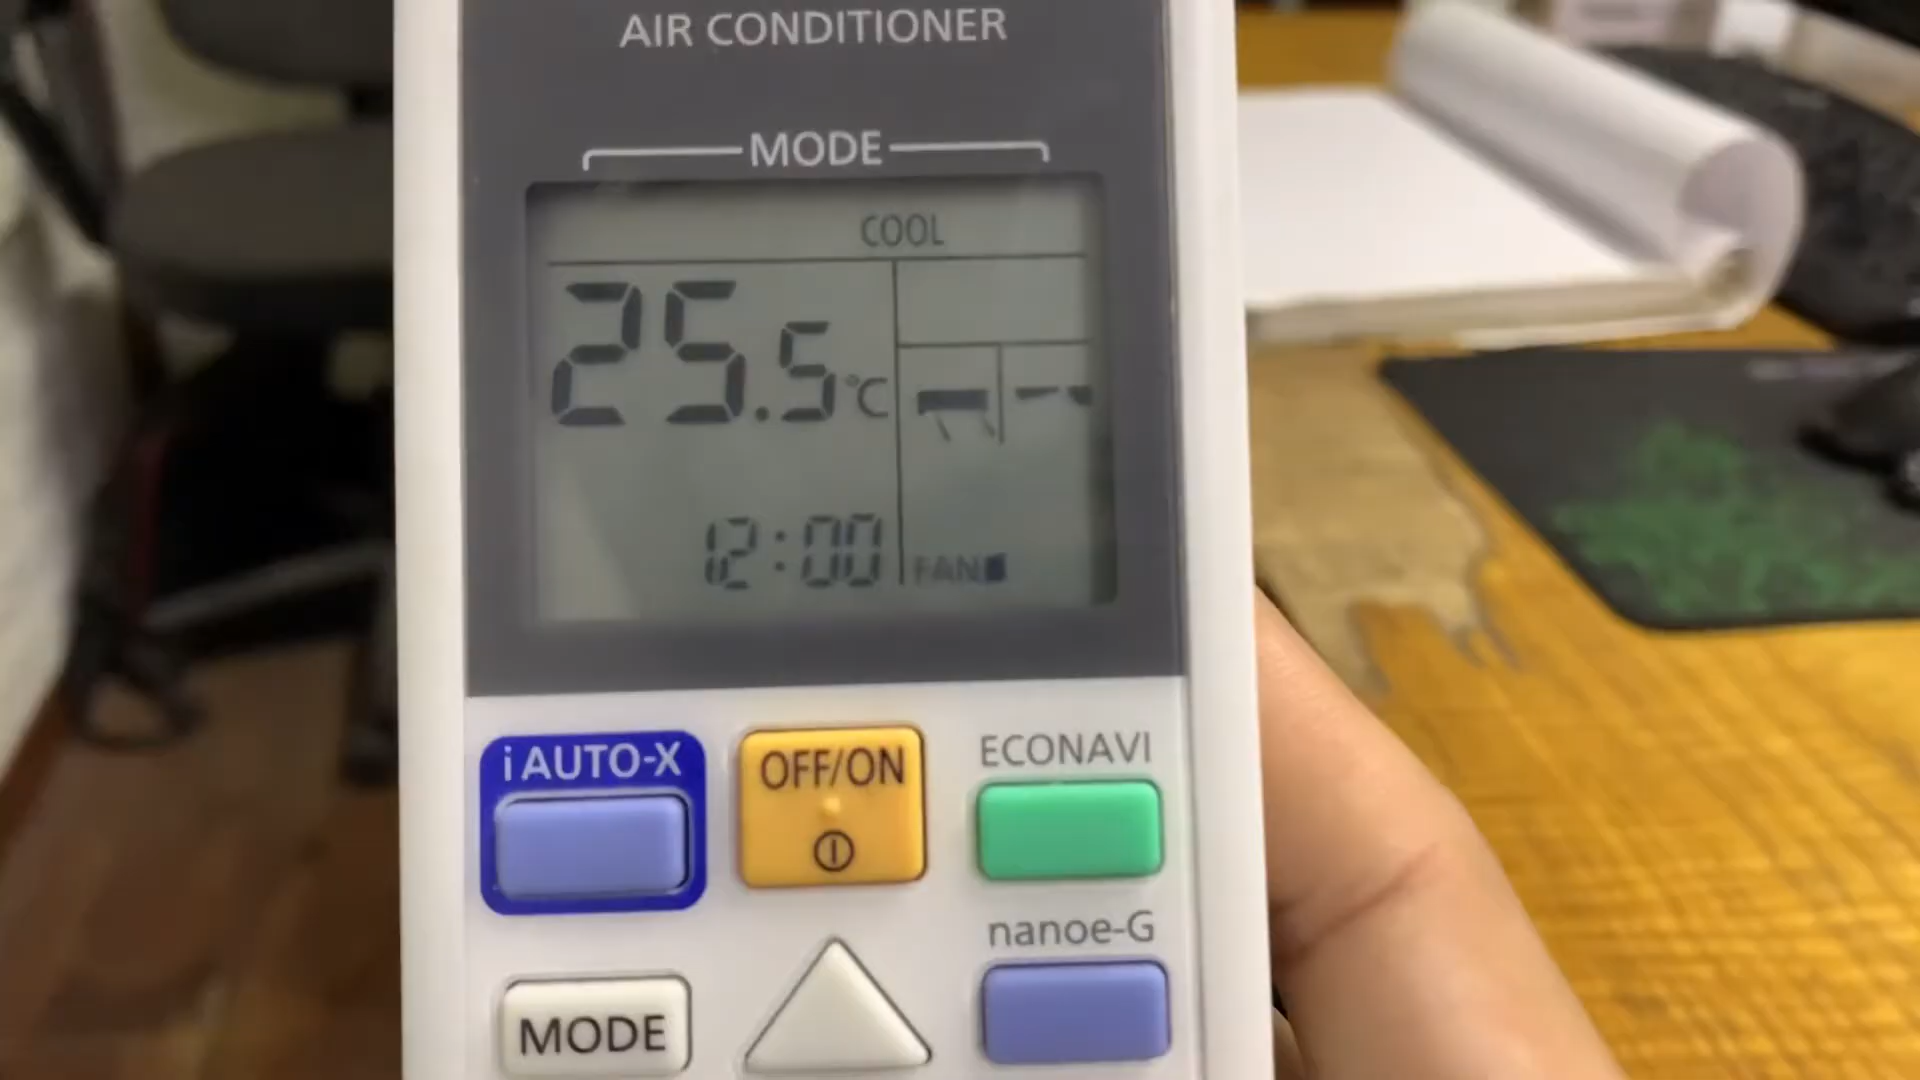 AIR CONDITIONER
MODE
COOL
25.5°C
12:00
FAN
i AUTO-X
OFF/ON
ECONAVI
nanoe-G
MODE